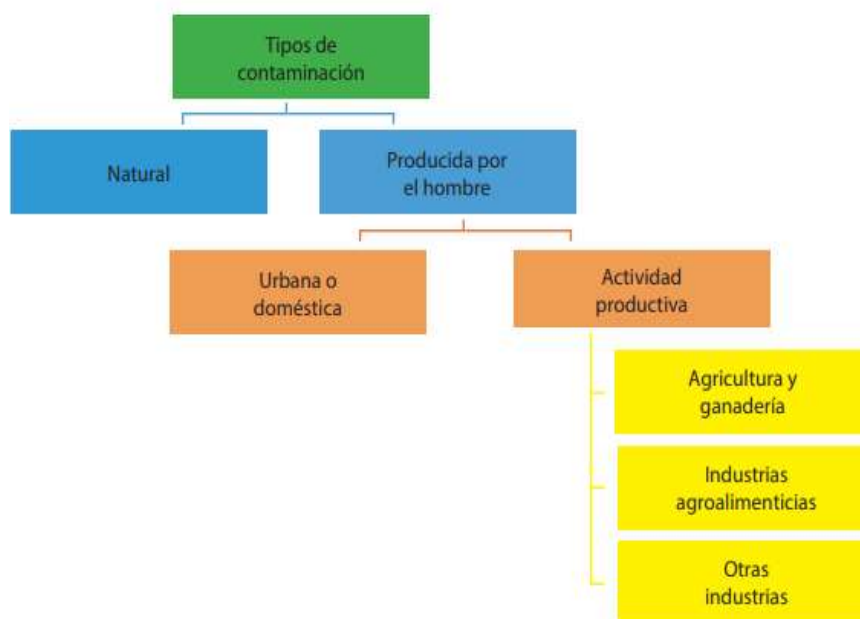 Tipos de
contaminación
Natural
Producida por
el hombre
Urbana o
doméstica
Actividad
productiva
Agricultura y
ganadería
Industrias
agroalimenticias
Otras
industrias